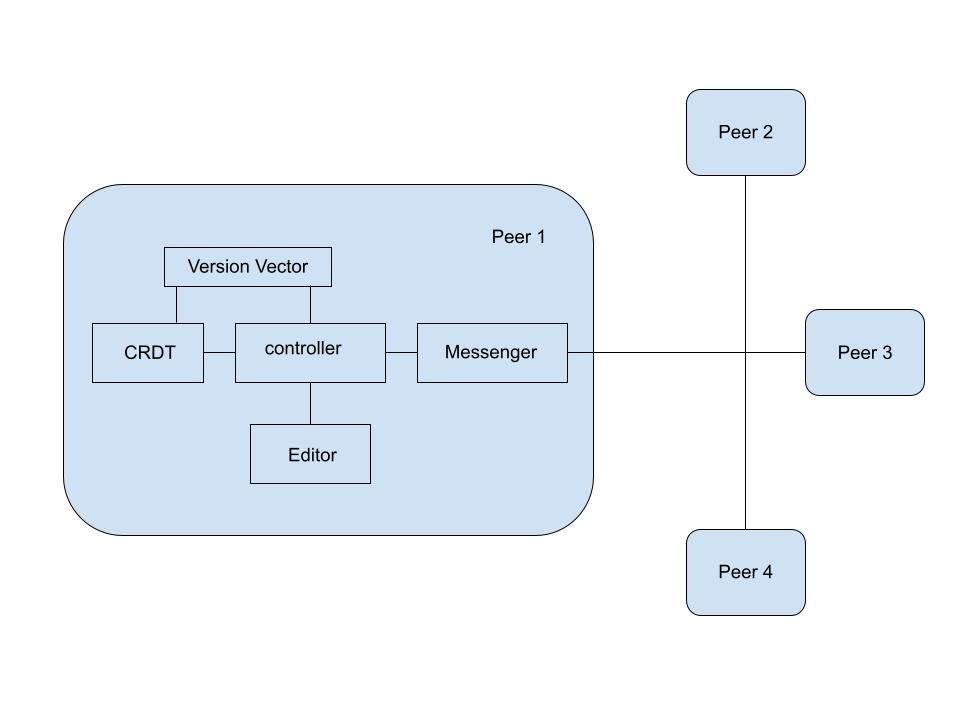 Peer 2
Peer 1
Version Vector
CRDT
controller
Messenger
Peer 3
Editor
Peer 4